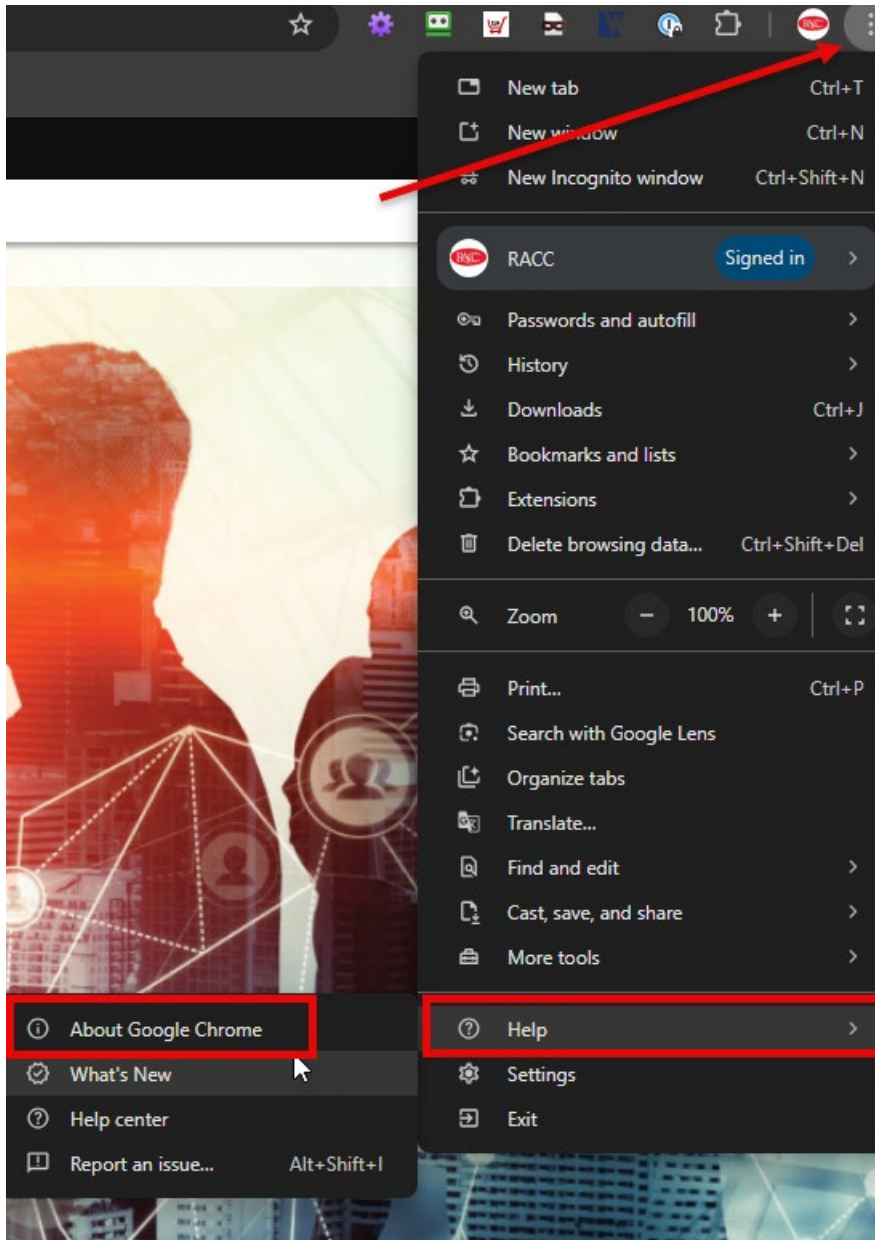 BNC
New tab Ctrl+T
New window Ctrl+N
New Incognito window Ctrl+Shift+N
BNC RACC Signed in
Passwords and autofill
History
Downloads Ctrl+J
Bookmarks and lists
Extensions
Delete browsing data... Ctrl+Shift+Del
Zoom − 100% +
Print... Ctrl+P
Search with Google Lens
Organize tabs
Translate...
Find and edit
Cast, save, and share
More tools
About Google Chrome
What's New
Help center
Report an issue... Alt+Shift+I
Help
Settings
Exit